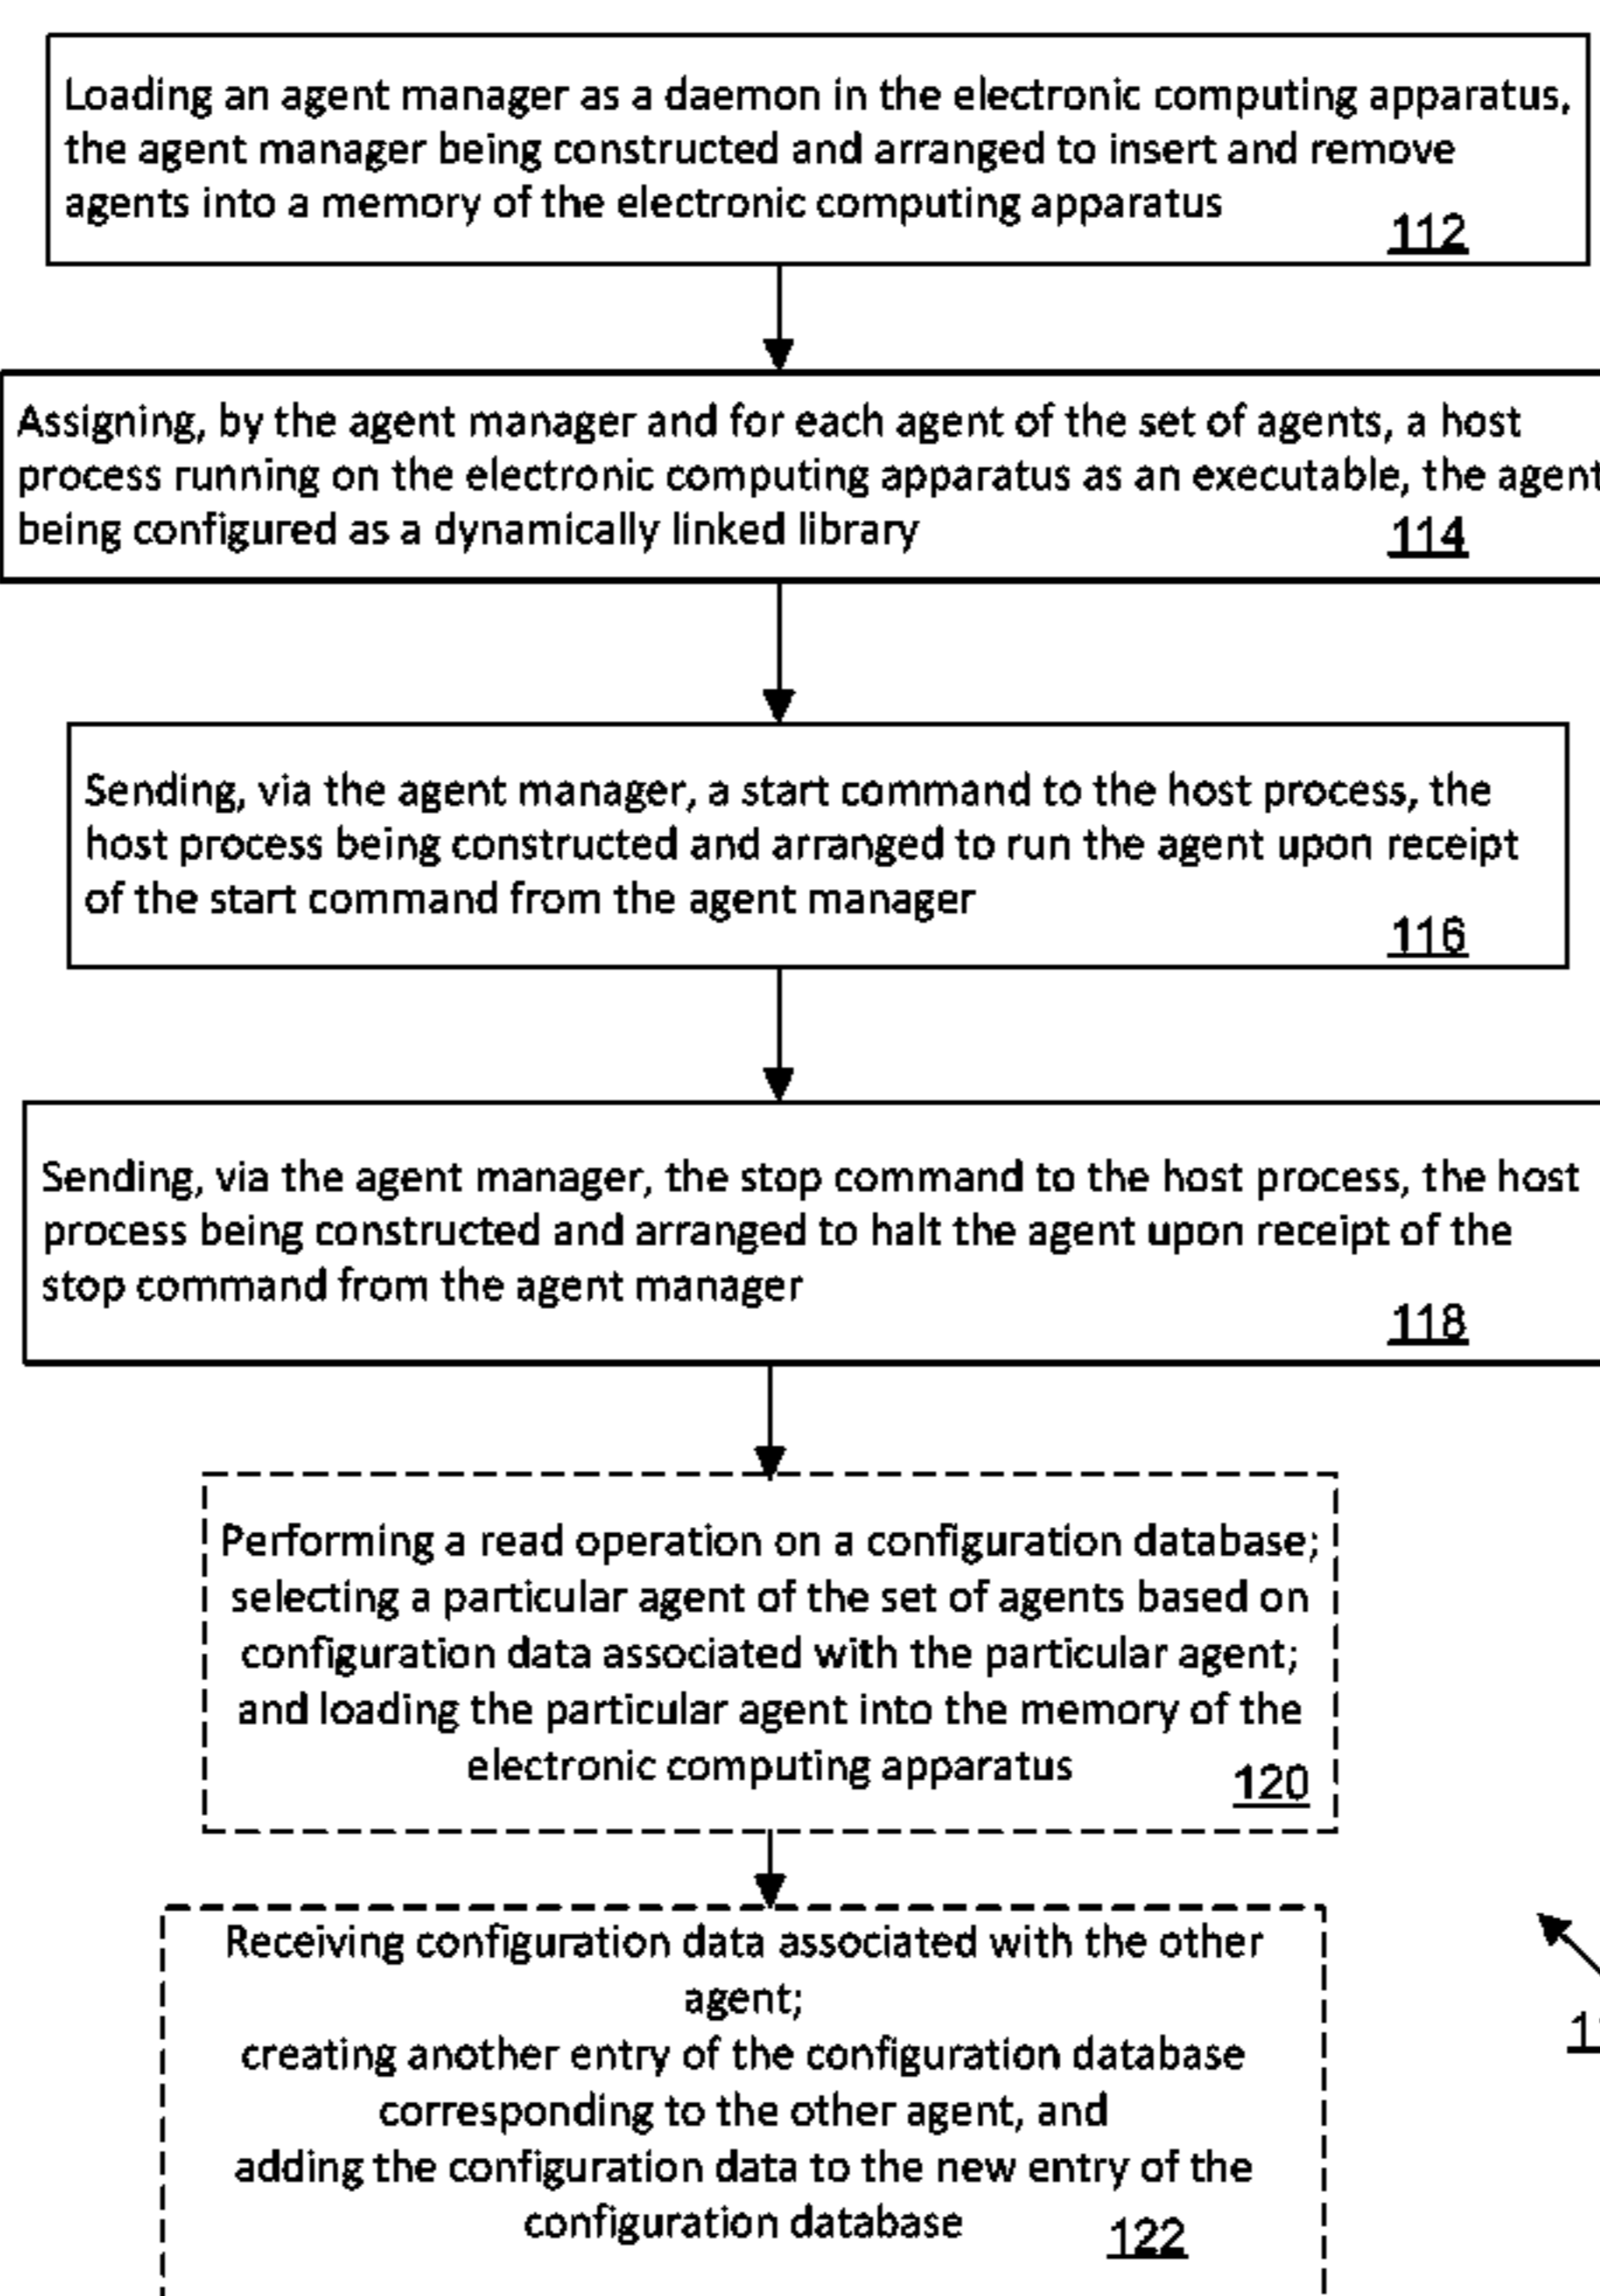 Loading an agent manager as a daemon in the electronic computing apparatus,
the agent manager being constructed and arranged to insert and remove
agents into a memory of the electronic computing apparatus
112
Assigning, by the agent manager and for each agent of the set of agents, a host
process running on the electronic computing apparatus as an executable, the agent
being configured as a dynamically linked library
114
Sending, via the agent manager, a start command to the host process, the
host process being constructed and arranged to run the agent upon receipt
of the start command from the agent manager
116
Sending, via the agent manager, the stop command to the host process, the host
process being constructed and arranged to halt the agent upon receipt of the
stop command from the agent manager
118
Performing a read operation on a configuration database;
selecting a particular agent of the set of agents based on
configuration data associated with the particular agent;
and loading the particular agent into the memory of the
electronic computing apparatus
120
Receiving configuration data associated with the other
agent;
creating another entry of the configuration database
corresponding to the other agent, and
adding the configuration data to the new entry of the
configuration database
122